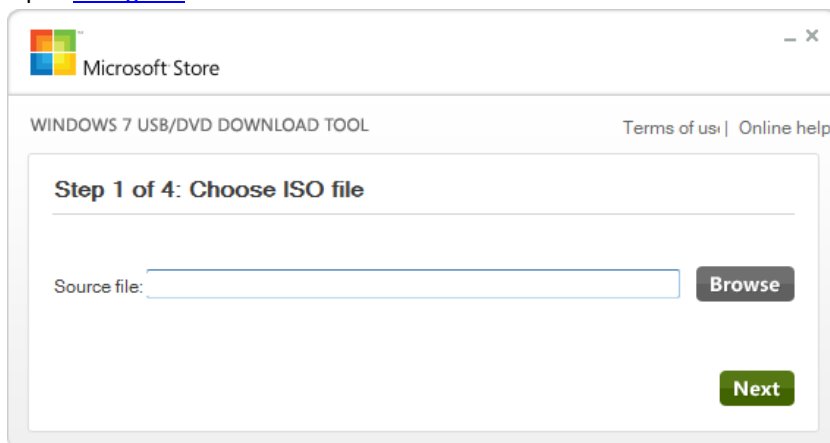 Microsoft Store
WINDOWS 7 USB/DVD DOWNLOAD TOOL
Terms of us | Online help
Step 1 of 4: Choose ISO file
Source file:
Browse
Next